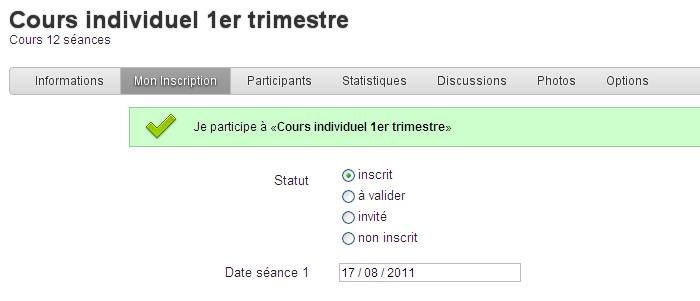 Cours individuel 1er trimestre
Cours 12 séances
Informations Mon Inscription Participants Statistiques Discussions Photos Options
Je participe à «Cours individuel 1er trimestre»
Statut inscrit
à valider
invité
non inscrit
Date séance 1 17 / 08 / 2011